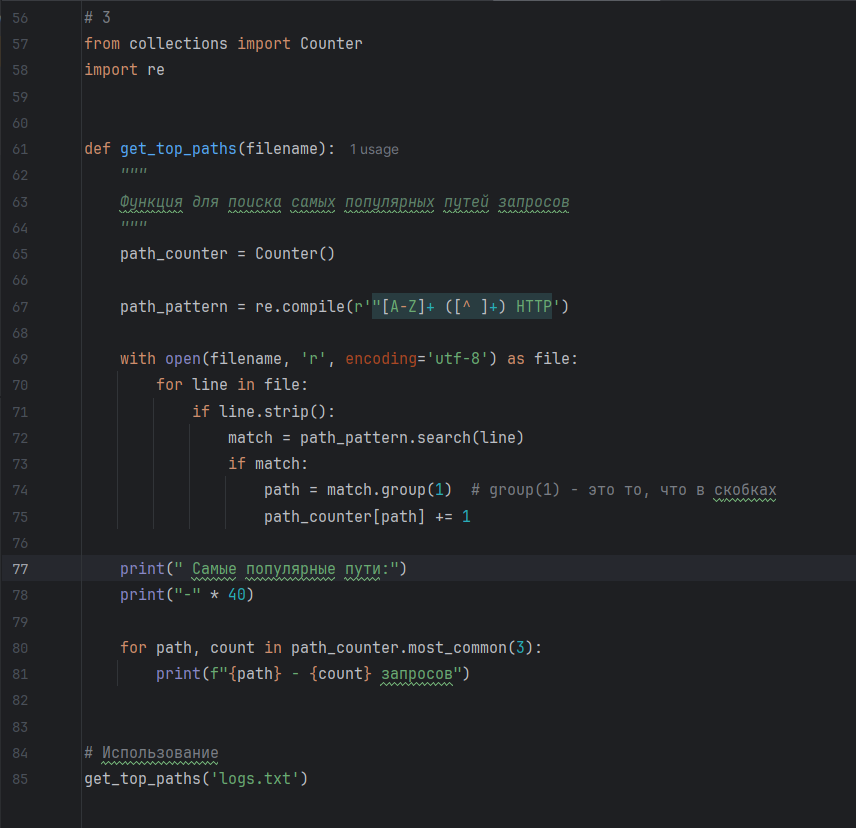 56 # 3
57 from collections import Counter
58 import re
59
60
61 def get_top_paths(filename): 1 usage
62     """
63     Функция для поиска самых популярных путей запросов
64     """
65     path_counter = Counter()
66
67     path_pattern = re.compile(r'"[A-Z]+ ([^ ]+) HTTP')
68
69     with open(filename, 'r', encoding='utf-8') as file:
70         for line in file:
71             if line.strip():
72                 match = path_pattern.search(line)
73                 if match:
74                     path = match.group(1)  # group(1) - это то, что в скобках
75                     path_counter[path] += 1
76
77     print(" Самые популярные пути:")
78     print("-" * 40)
79
80     for path, count in path_counter.most_common(3):
81         print(f"{path} - {count} запросов")
82
83
84 # Использование
85 get_top_paths('logs.txt')